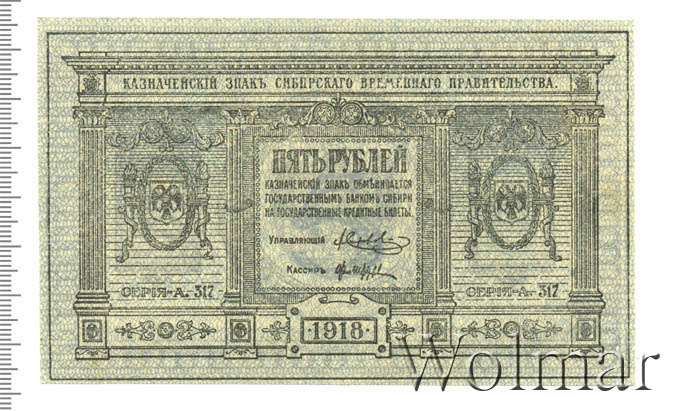 КАЗНАЧЕЙСКІЙ ЗНАКЪ СИБИРСКАГО ВРЕМЕННАГО ПРАВИТЕЛЬСТВА.
ПЯТЬ РУБЛЕЙ
КАЗНАЧЕЙСКІЙ ЗНАКЪ ОБМѢНИВАЕТСЯ
ГОСУДАРСТВЕННЫМЪ БАНКОМЪ СИБИРИ
НА ГОСУДАРСТВЕННЫЕ КРЕДИТНЫЕ БИЛЕТЫ.
УПРАВЛЯЮЩІЙ
КАССИРЪ
СЕРІЯ-А. 317
СЕРІЯ-А. 317
5 1918 5
Wolmar